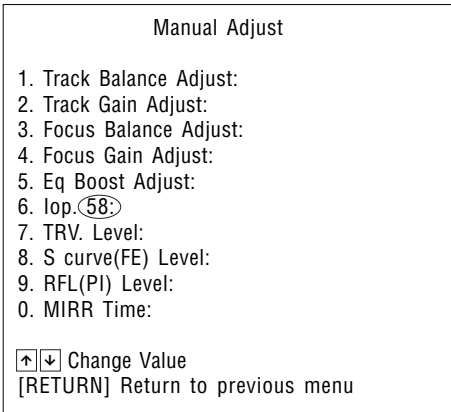 Manual Adjust
1. Track Balance Adjust:
2. Track Gain Adjust:
3. Focus Balance Adjust:
4. Focus Gain Adjust:
5. Eq Boost Adjust:
6. Iop.58:
7. TRV. Level:
8. S curve(FE) Level:
9. RFL(PI) Level:
0. MIRR Time:
↑↓ Change Value
[RETURN] Return to previous menu